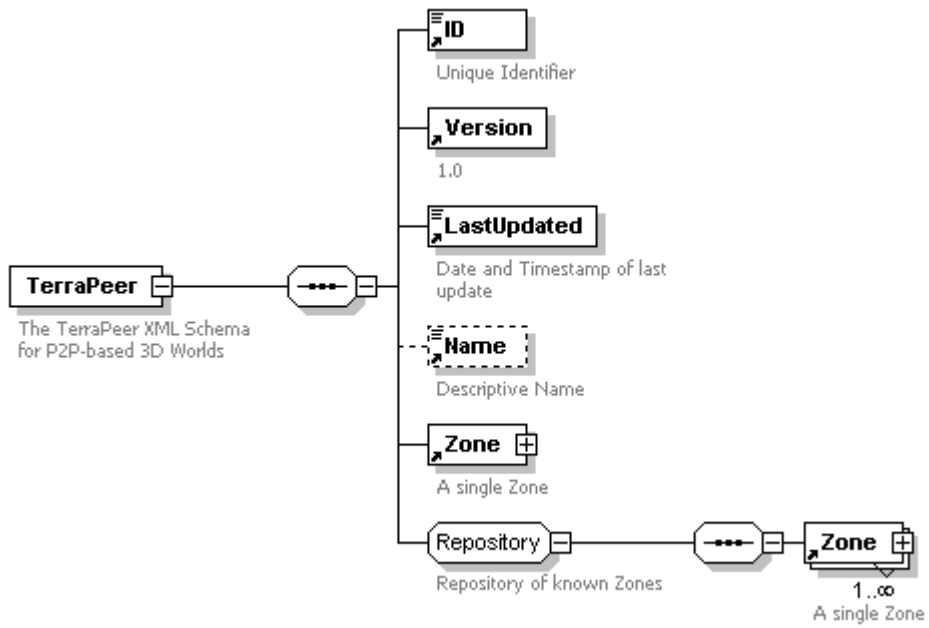 ID
Unique Identifier
Version
1.0
LastUpdated
Date and Timestamp of last
update
TerraPeer
The TerraPeer XML Schema
for P2P-based 3D Worlds
Name
Descriptive Name
Zone
A single Zone
Repository
Repository of known Zones
Zone
1..∞
A single Zone